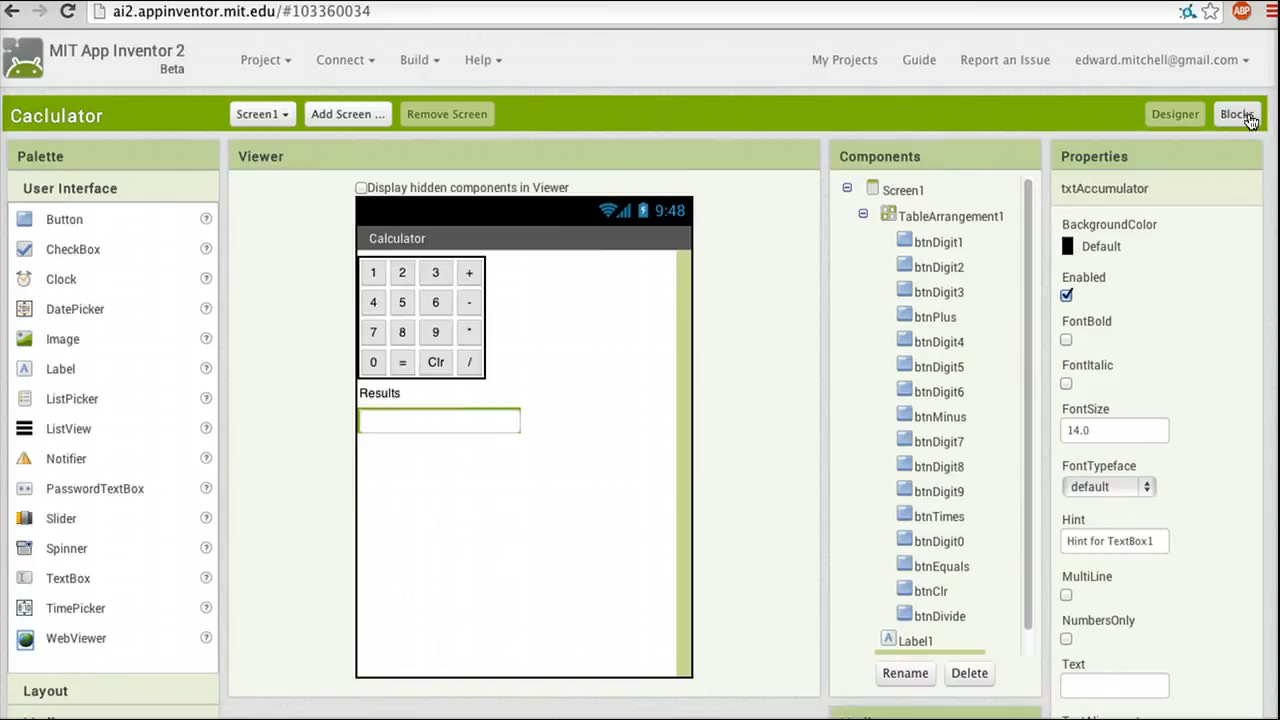 ai2.appinventor.mit.edu/#103360034
ABP
MIT App Inventor 2
Beta
Project
Connect
Build
Help
My Projects
Guide
Report an Issue
edward.mitchell@gmail.com
Caclulator
Screen1
Add Screen ...
Remove Screen
Designer
Blocks
Palette
User Interface
Button
CheckBox
Clock
DatePicker
Image
Label
ListPicker
ListView
Notifier
PasswordTextBox
Slider
Spinner
TextBox
TimePicker
WebViewer
Layout
Viewer
Display hidden components in Viewer
9:48
Calculator
1 2 3 +
4 5 6 -
7 8 9 *
0 = Clr /
Results
Components
Screen1
TableArrangement1
btnDigit1
btnDigit2
btnDigit3
btnPlus
btnDigit4
btnDigit5
btnDigit6
btnMinus
btnDigit7
btnDigit8
btnDigit9
btnTimes
btnDigit0
btnEquals
btnClr
btnDivide
Label1
Rename
Delete
Properties
txtAccumulator
BackgroundColor
Default
Enabled
FontBold
FontItalic
FontSize
14.0
FontTypeface
default
Hint
Hint for TextBox1
MultiLine
NumbersOnly
Text